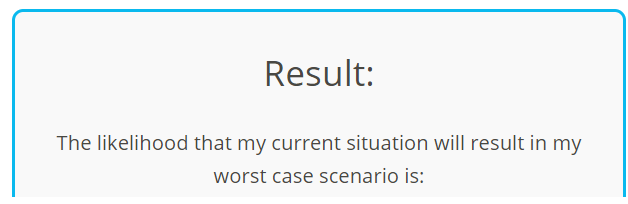 Result:
The likelihood that my current situation will result in my
worst case scenario is: